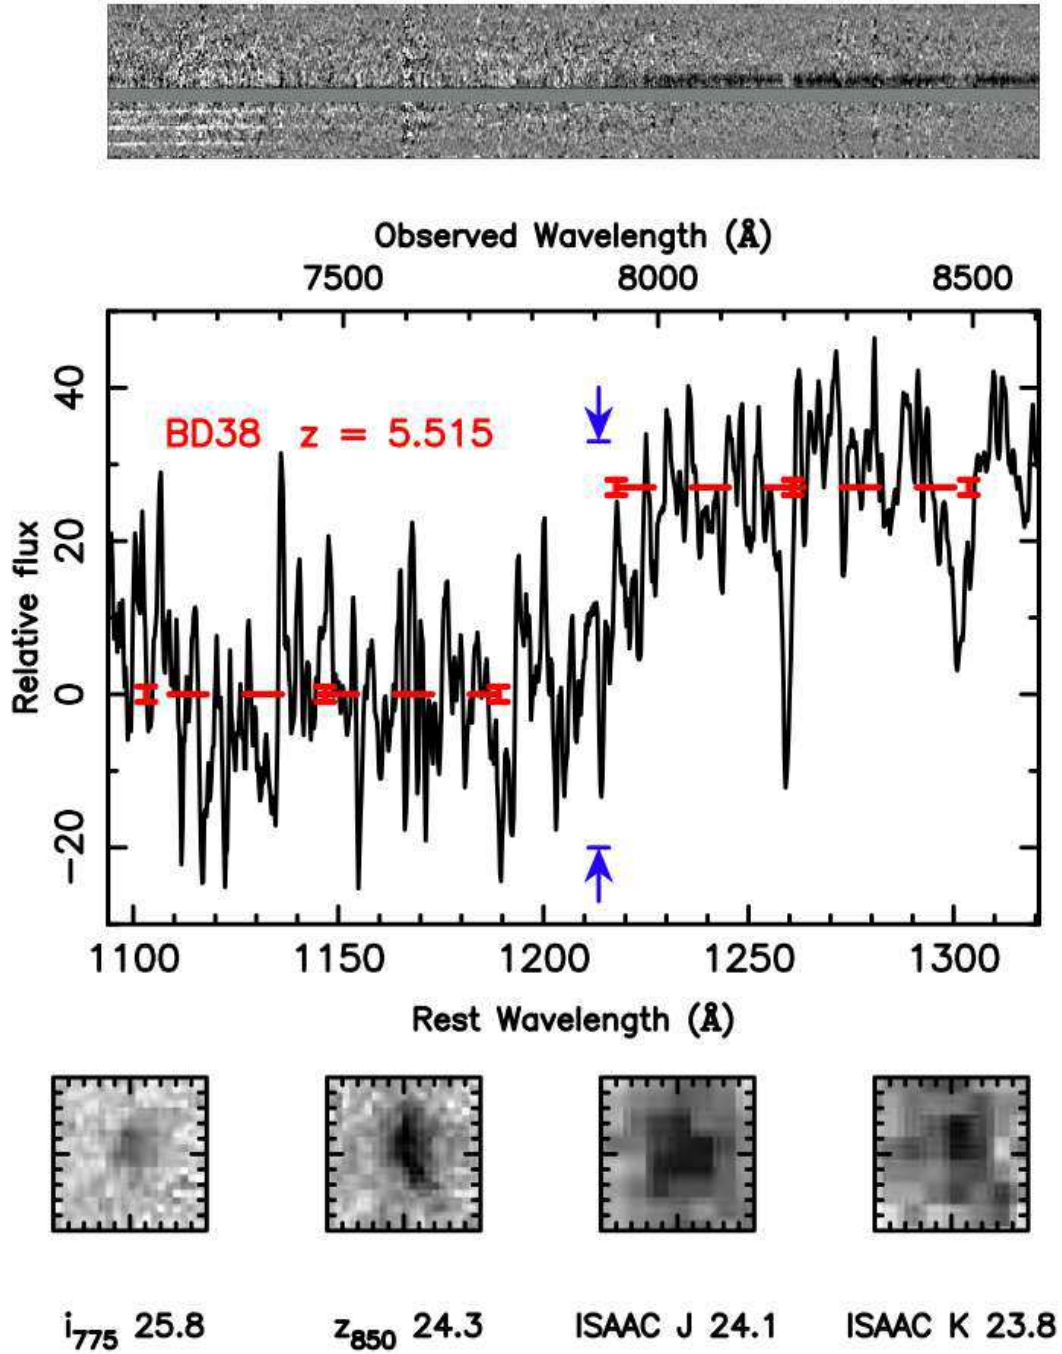 Observed Wavelength (Å)
7500 8000 8500
40
BD38 z = 5.515
20
Relative flux
0
−20
1100 1150 1200 1250 1300
Rest Wavelength (Å)
i775 25.8 z850 24.3 ISAAC J 24.1 ISAAC K 23.8